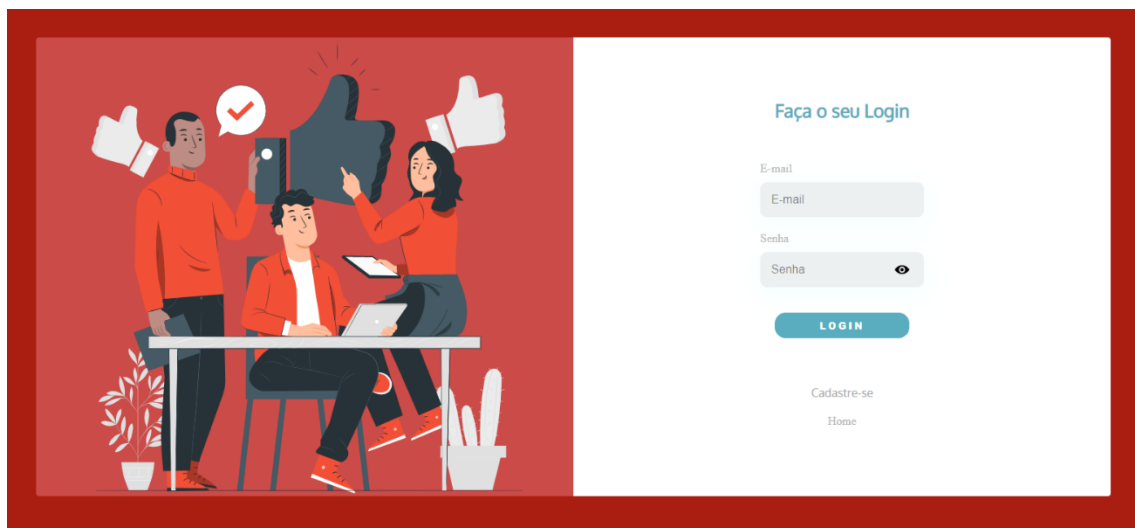 Faça o seu Login
E-mail
E-mail
Senha
Senha
LOGIN
Cadastre-se
Home